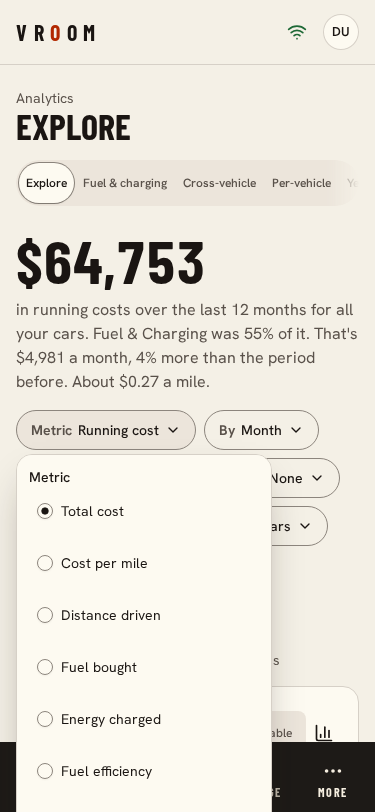 VROOM
DU
Analytics
EXPLORE
Explore Fuel & charging Cross-vehicle Per-vehicle
$64,753
in running costs over the last 12 months for all
your cars. Fuel & Charging was 55% of it. That's
$4,981 a month, 4% more than the period
before. About $0.27 a mile.
Metric Running cost By Month
None
Metric
Total cost
Cost per mile
Distance driven
Fuel bought
Energy charged
Fuel efficiency
MORE